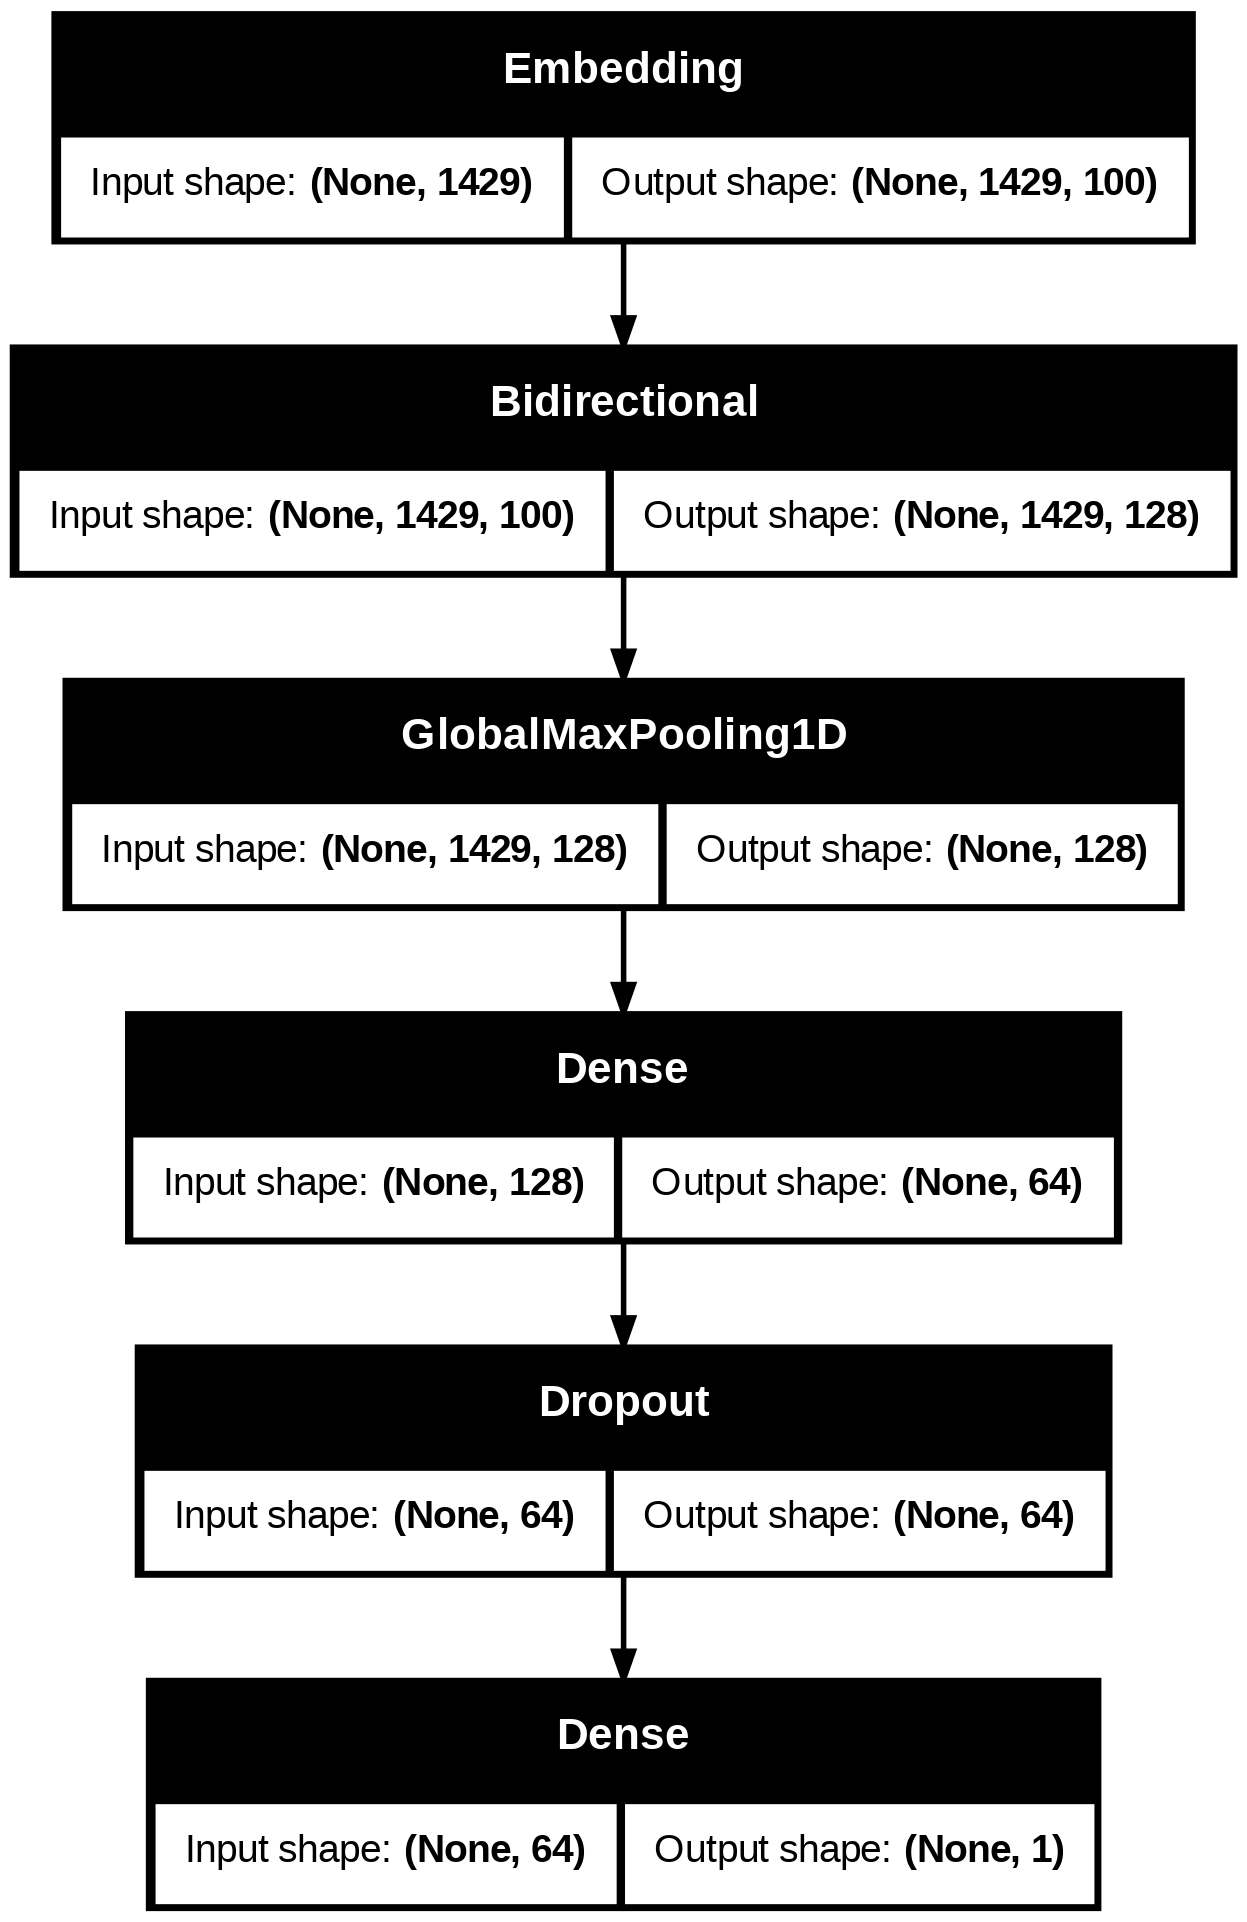 Embedding
Input shape: (None, 1429) Output shape: (None, 1429, 100)
Bidirectional
Input shape: (None, 1429, 100) Output shape: (None, 1429, 128)
GlobalMaxPooling1D
Input shape: (None, 1429, 128) Output shape: (None, 128)
Dense
Input shape: (None, 128) Output shape: (None, 64)
Dropout
Input shape: (None, 64) Output shape: (None, 64)
Dense
Input shape: (None, 64) Output shape: (None, 1)